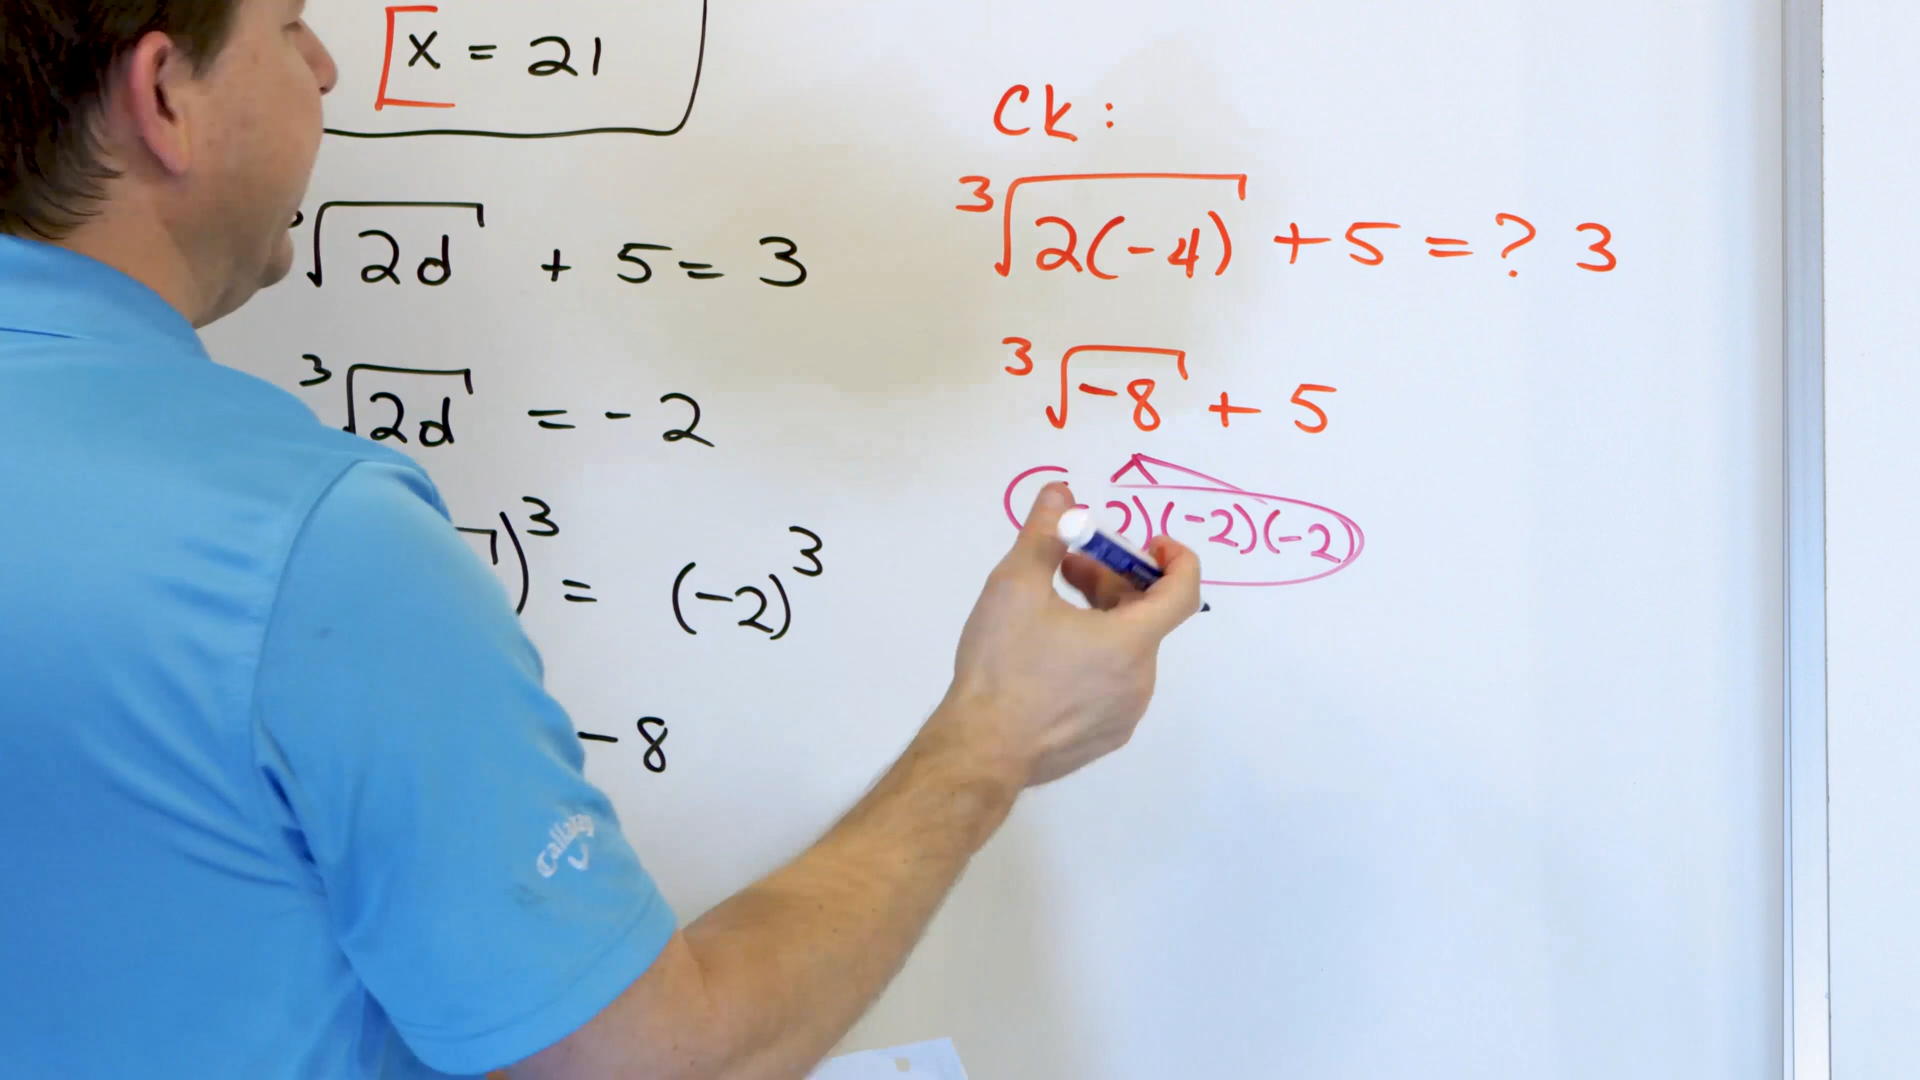 x = 21
√2d + 5 = 3
³√2d = -2
)³ = (-2)³
-8
Ck:
³√2(-4) + 5 = ? 3
³√-8 + 5
(-2)(-2)(-2)
Callaway